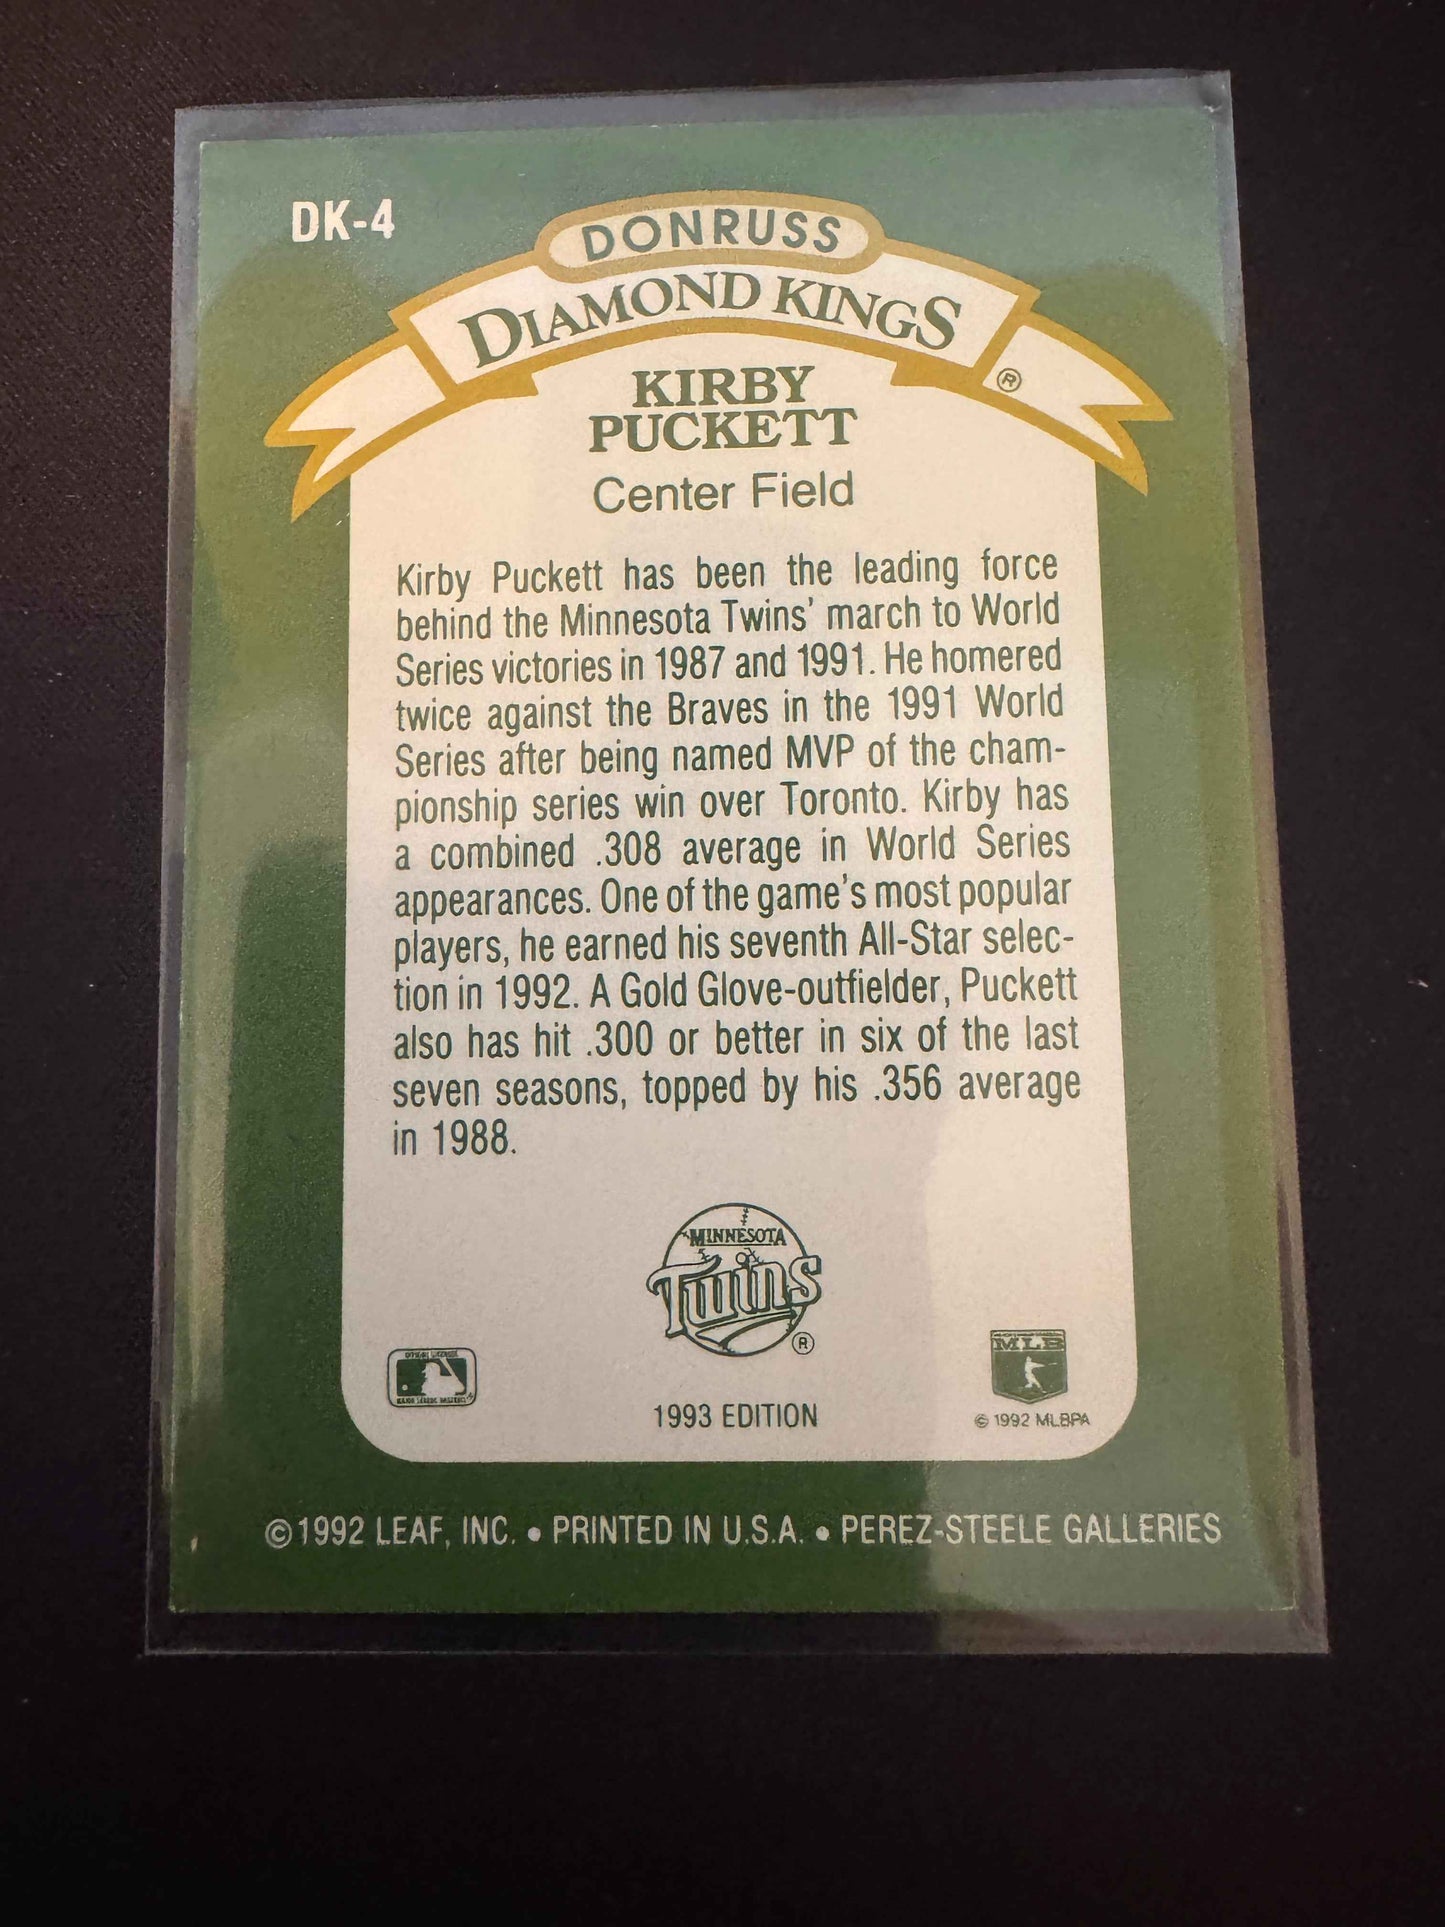 DK-4
DONRUSS
DIAMOND KINGS
®
KIRBY
PUCKETT
Center Field
Kirby Puckett has been the leading force
behind the Minnesota Twins' march to World
Series victories in 1987 and 1991. He homered
twice against the Braves in the 1991 World
Series after being named MVP of the cham-
pionship series win over Toronto. Kirby has
a combined .308 average in World Series
appearances. One of the game's most popular
players, he earned his seventh All-Star selec-
tion in 1992. A Gold Glove-outfielder, Puckett
also has hit .300 or better in six of the last
seven seasons, topped by his .356 average
in 1988.
MINNESOTA
Twins
®
MLB
1993 EDITION
© 1992 MLBPA
©1992 LEAF, INC. • PRINTED IN U.S.A. • PEREZ-STEELE GALLERIES